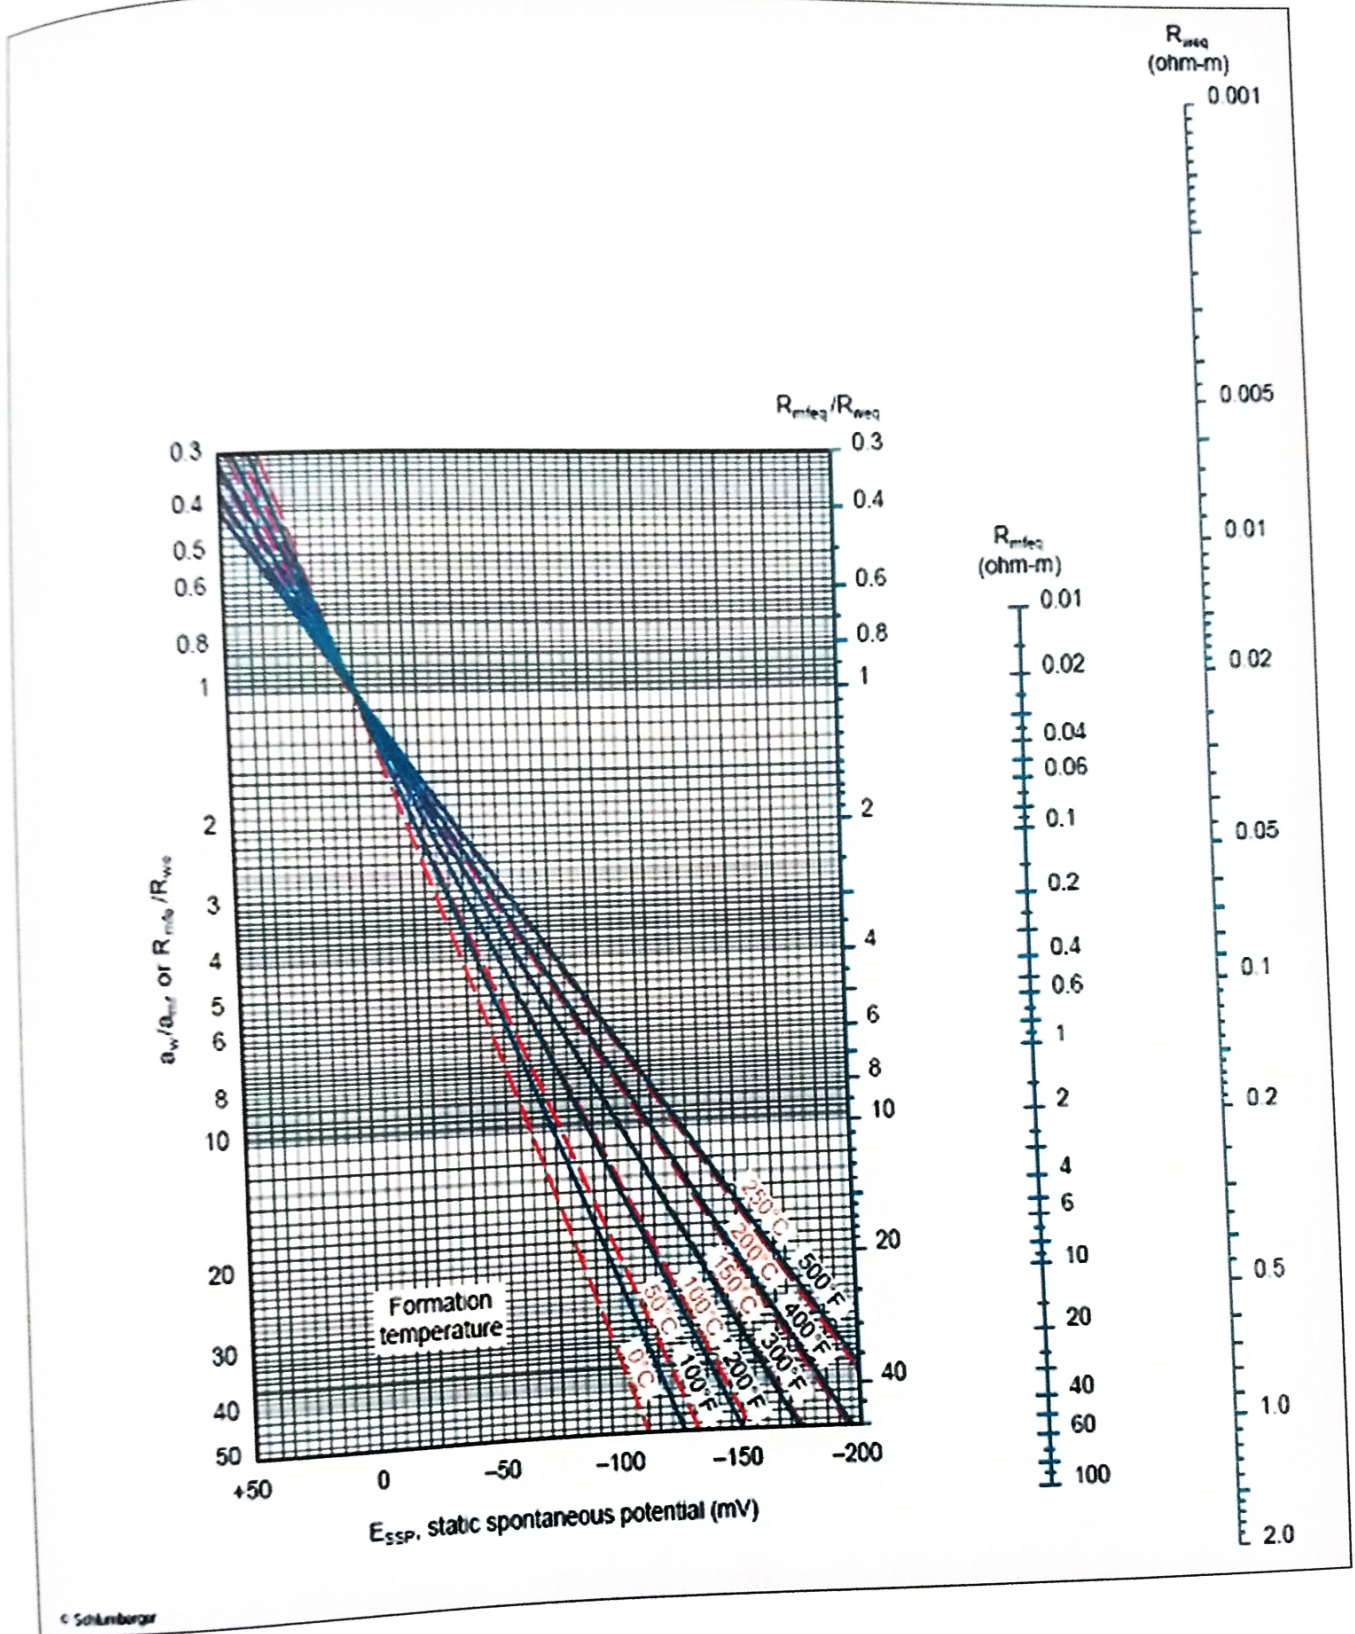 Rweq
(ohm-m)
0.001
0.005
0.01
0.02
0.05
0.1
0.2
0.5
1.0
2.0
Rmfeq/Rweq
0.3
0.4
0.6
0.8
1
2
4
6
8
10
20
40
Rmfeq
(ohm-m)
0.01
0.02
0.04
0.06
0.1
0.2
0.4
0.6
1
2
4
6
10
20
40
60
100
0.3
0.4
0.5
0.6
0.8
1
2
3
4
5
6
8
10
20
30
40
50
aw/amf or Rmfe/Rwe
Formation
temperature
250°C
200°C
150°C
100°C
50°C
0°C
500°F
400°F
300°F
200°F
100°F
+50
0
–50
–100
–150
–200
ESSP, static spontaneous potential (mV)
© Schlumberger